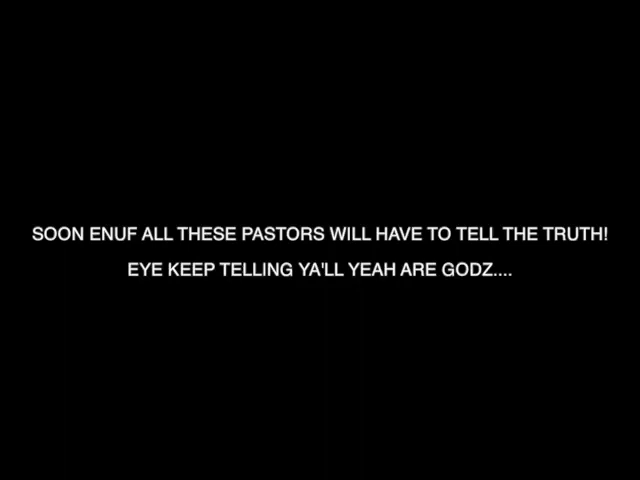 SOON ENUF ALL THESE PASTORS WILL HAVE TO TELL THE TRUTH!
EYE KEEP TELLING YA'LL YEAH ARE GODZ....